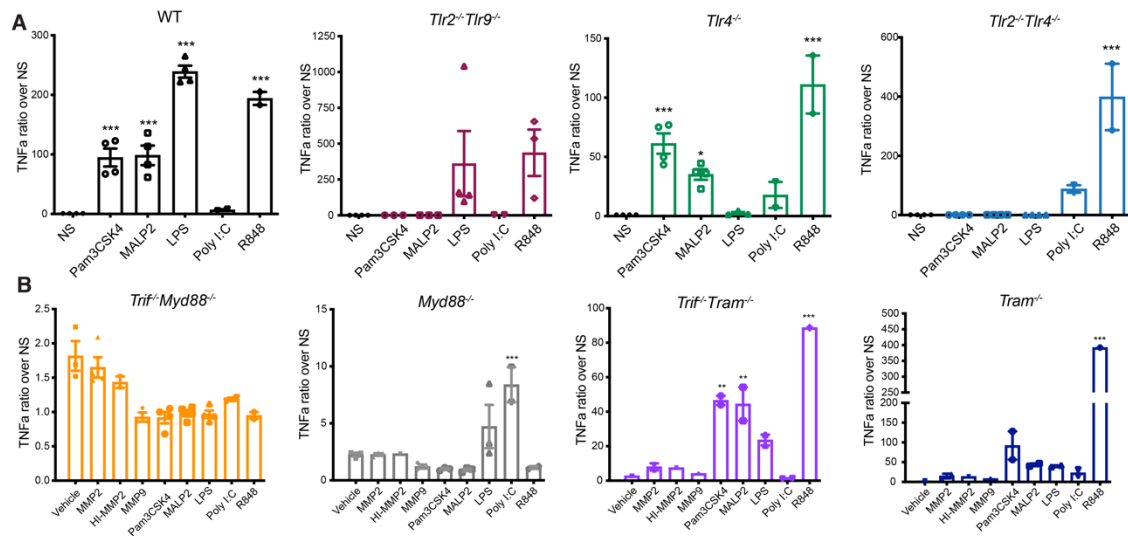 A
WT
TNFa ratio over NS
300
200
100
0
***
***
***
***
NS
Pam3CSK4
MALP2
LPS
Poly I:C
R848
Tlr2-/-Tlr9-/-
TNFa ratio over NS
1250
1000
750
500
250
0
NS
Pam3CSK4
MALP2
LPS
Poly I:C
R848
Tlr4-/-
TNFa ratio over NS
150
100
50
0
***
*
***
NS
Pam3CSK4
MALP2
LPS
Poly I:C
R848
Tlr2-/-Tlr4-/-
TNFa ratio over NS
600
400
200
0
***
NS
Pam3CSK4
MALP2
LPS
Poly I:C
R848
B
Trif-/-Myd88-/-
TNFa ratio over NS
2.5
2.0
1.5
1.0
0.5
0.0
Vehicle
MMP2
HI-MMP2
MMP9
Pam3CSK4
MALP2
LPS
Poly I:C
R848
Myd88-/-
TNFa ratio over NS
15
10
5
0
***
Vehicle
MMP2
HI-MMP2
MMP9
Pam3CSK4
MALP2
LPS
Poly I:C
R848
Trif-/-Tram-/-
TNFa ratio over NS
100
80
60
40
20
0
**
**
***
Vehicle
MMP2
HI-MMP2
MMP9
Pam3CSK4
MALP2
LPS
Poly I:C
R848
Tram-/-
TNFa ratio over NS
500
450
400
350
300
250
200
150
100
50
0
***
Vehicle
MMP2
HI-MMP2
MMP9
Pam3CSK4
MALP2
LPS
Poly I:C
R848